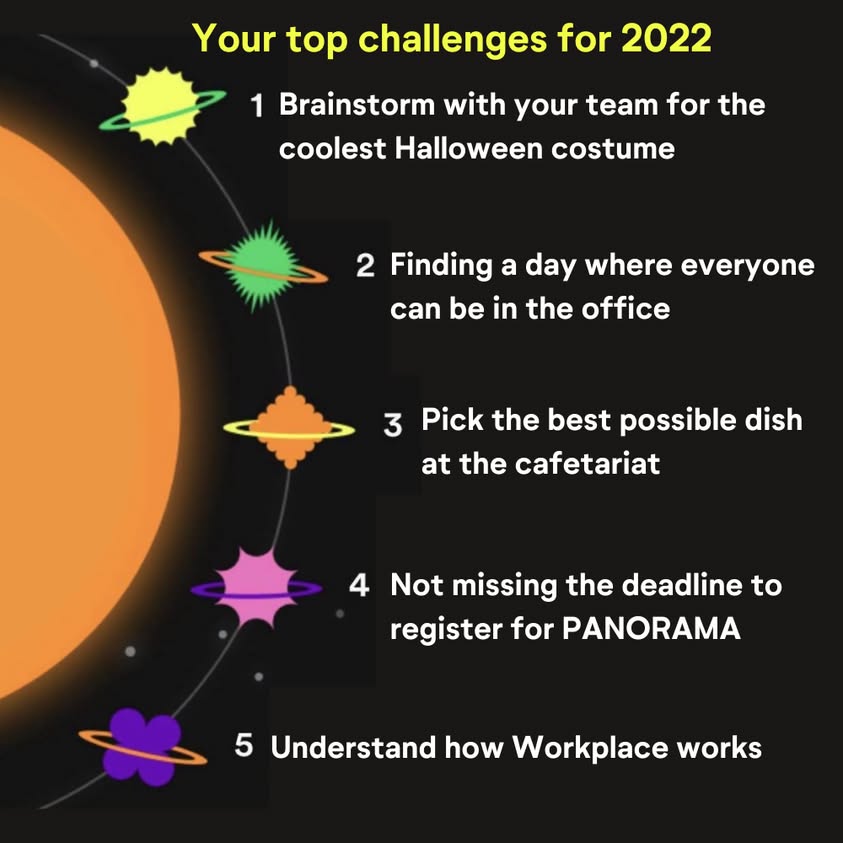 Your top challenges for 2022
1 Brainstorm with your team for the
coolest Halloween costume
2 Finding a day where everyone
can be in the office
3 Pick the best possible dish
at the cafetariat
4 Not missing the deadline to
register for PANORAMA
5 Understand how Workplace works